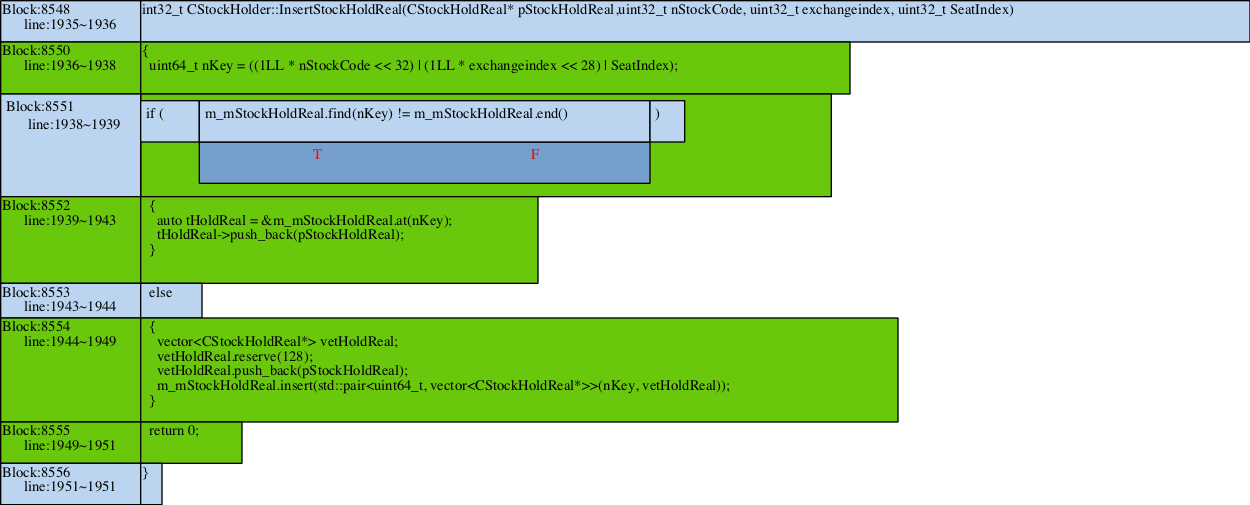 Block:8548 int32_t CStockHolder::InsertStockHoldReal(CStockHoldReal* pStockHoldReal,uint32_t nStockCode, uint32_t exchangeindex, uint32_t SeatIndex)
line:1935~1936
Block:8550 {
line:1936~1938 uint64_t nKey = ((1LL * nStockCode << 32) | (1LL * exchangeindex << 28) | SeatIndex);
Block:8551
if ( m_mStockHoldReal.find(nKey) != m_mStockHoldReal.end() )
line:1938~1939
T F
Block:8552 {
line:1939~1943 auto tHoldReal = &m_mStockHoldReal.at(nKey);
tHoldReal->push_back(pStockHoldReal);
}
Block:8553 else
line:1943~1944
Block:8554 {
line:1944~1949 vector<CStockHoldReal*> vetHoldReal;
vetHoldReal.reserve(128);
vetHoldReal.push_back(pStockHoldReal);
m_mStockHoldReal.insert(std::pair<uint64_t, vector<CStockHoldReal*>>(nKey, vetHoldReal));
}
Block:8555 return 0;
line:1949~1951
Block:8556 }
line:1951~1951